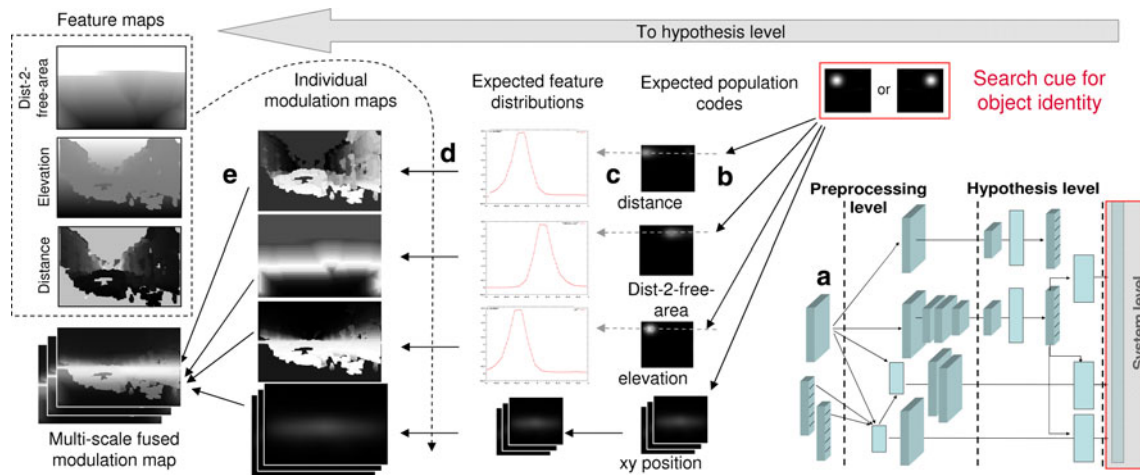 Feature maps
To hypothesis level
Dist-2-
free-area
Elevation
Distance
Individual
modulation maps
Expected feature
distributions
Expected population
codes
or
Search cue for
object identity
e
d
c
b
distance
Dist-2-free-
area
elevation
xy position
Multi-scale fused
modulation map
a
Preprocessing
level
Hypothesis level
System level